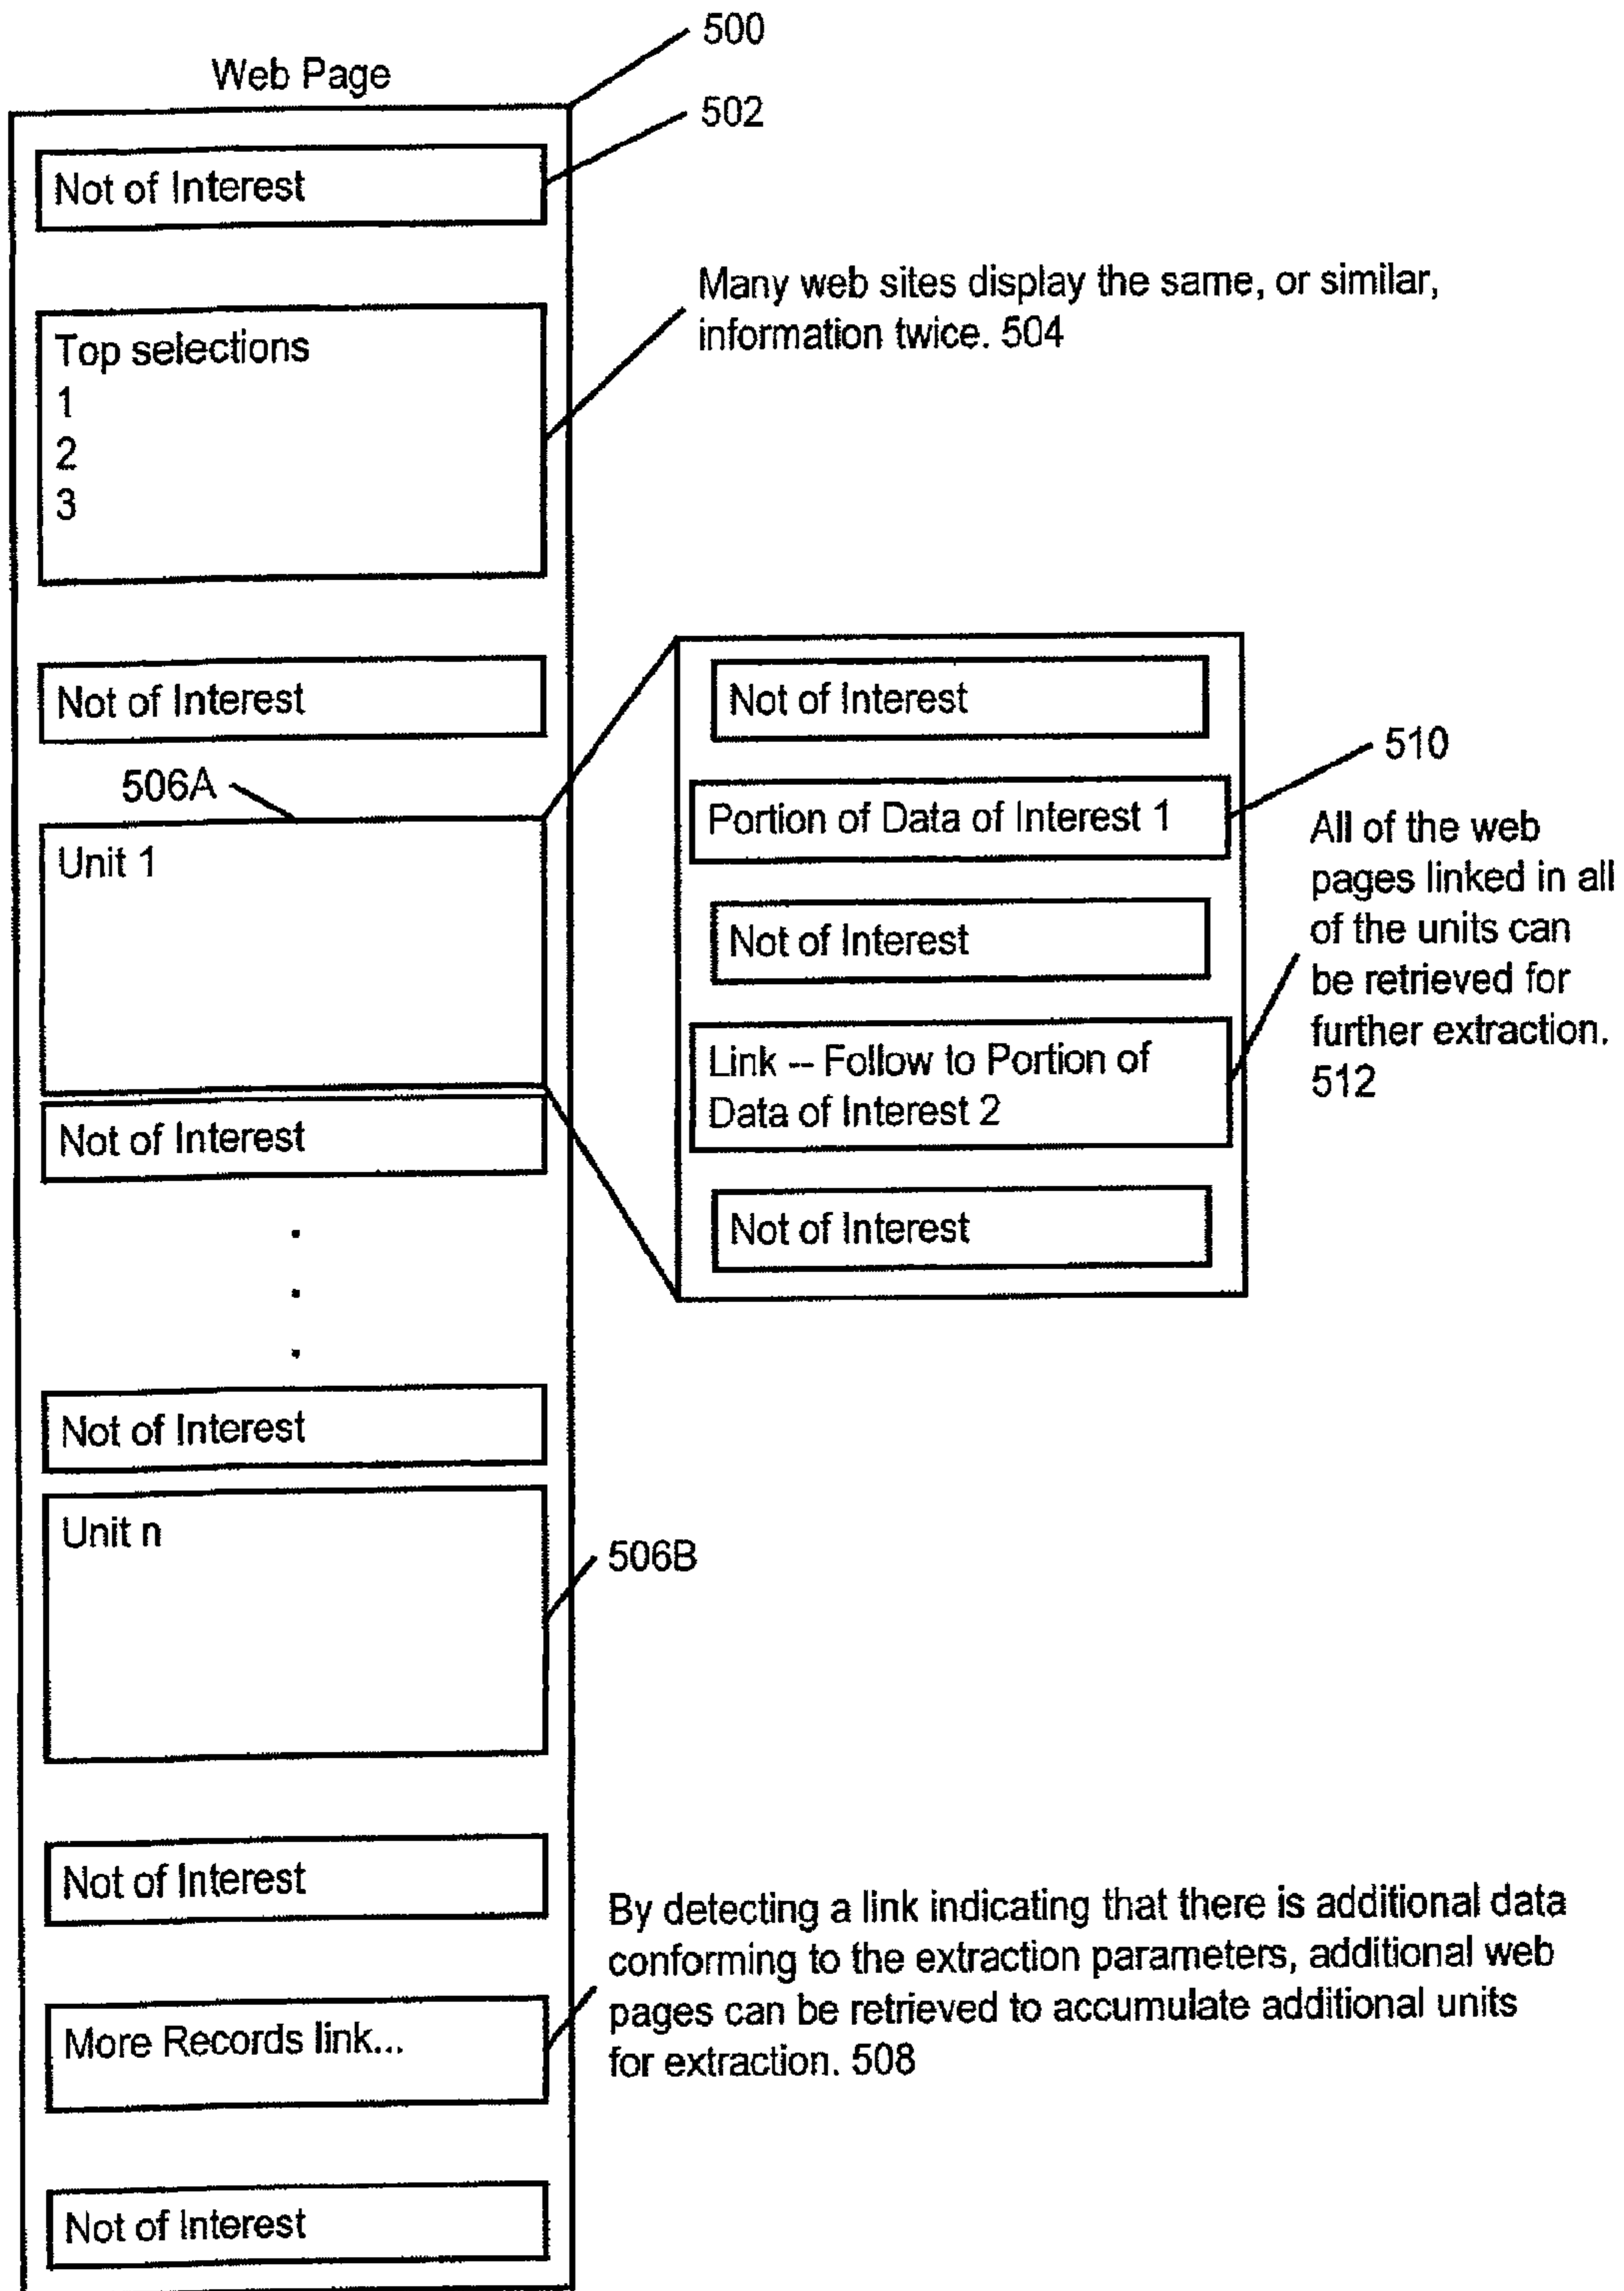 500
Web Page
502
Not of Interest
Many web sites display the same, or similar,
information twice. 504
Top selections
1
2
3
Not of Interest
Not of Interest
510
506A
Portion of Data of Interest 1
All of the web
pages linked in all
of the units can
be retrieved for
further extraction.
512
Unit 1
Not of Interest
Link -- Follow to Portion of
Data of Interest 2
Not of Interest
Not of Interest
.
.
.
Not of Interest
Unit n
506B
Not of Interest
By detecting a link indicating that there is additional data
conforming to the extraction parameters, additional web
pages can be retrieved to accumulate additional units
for extraction. 508
More Records link...
Not of Interest